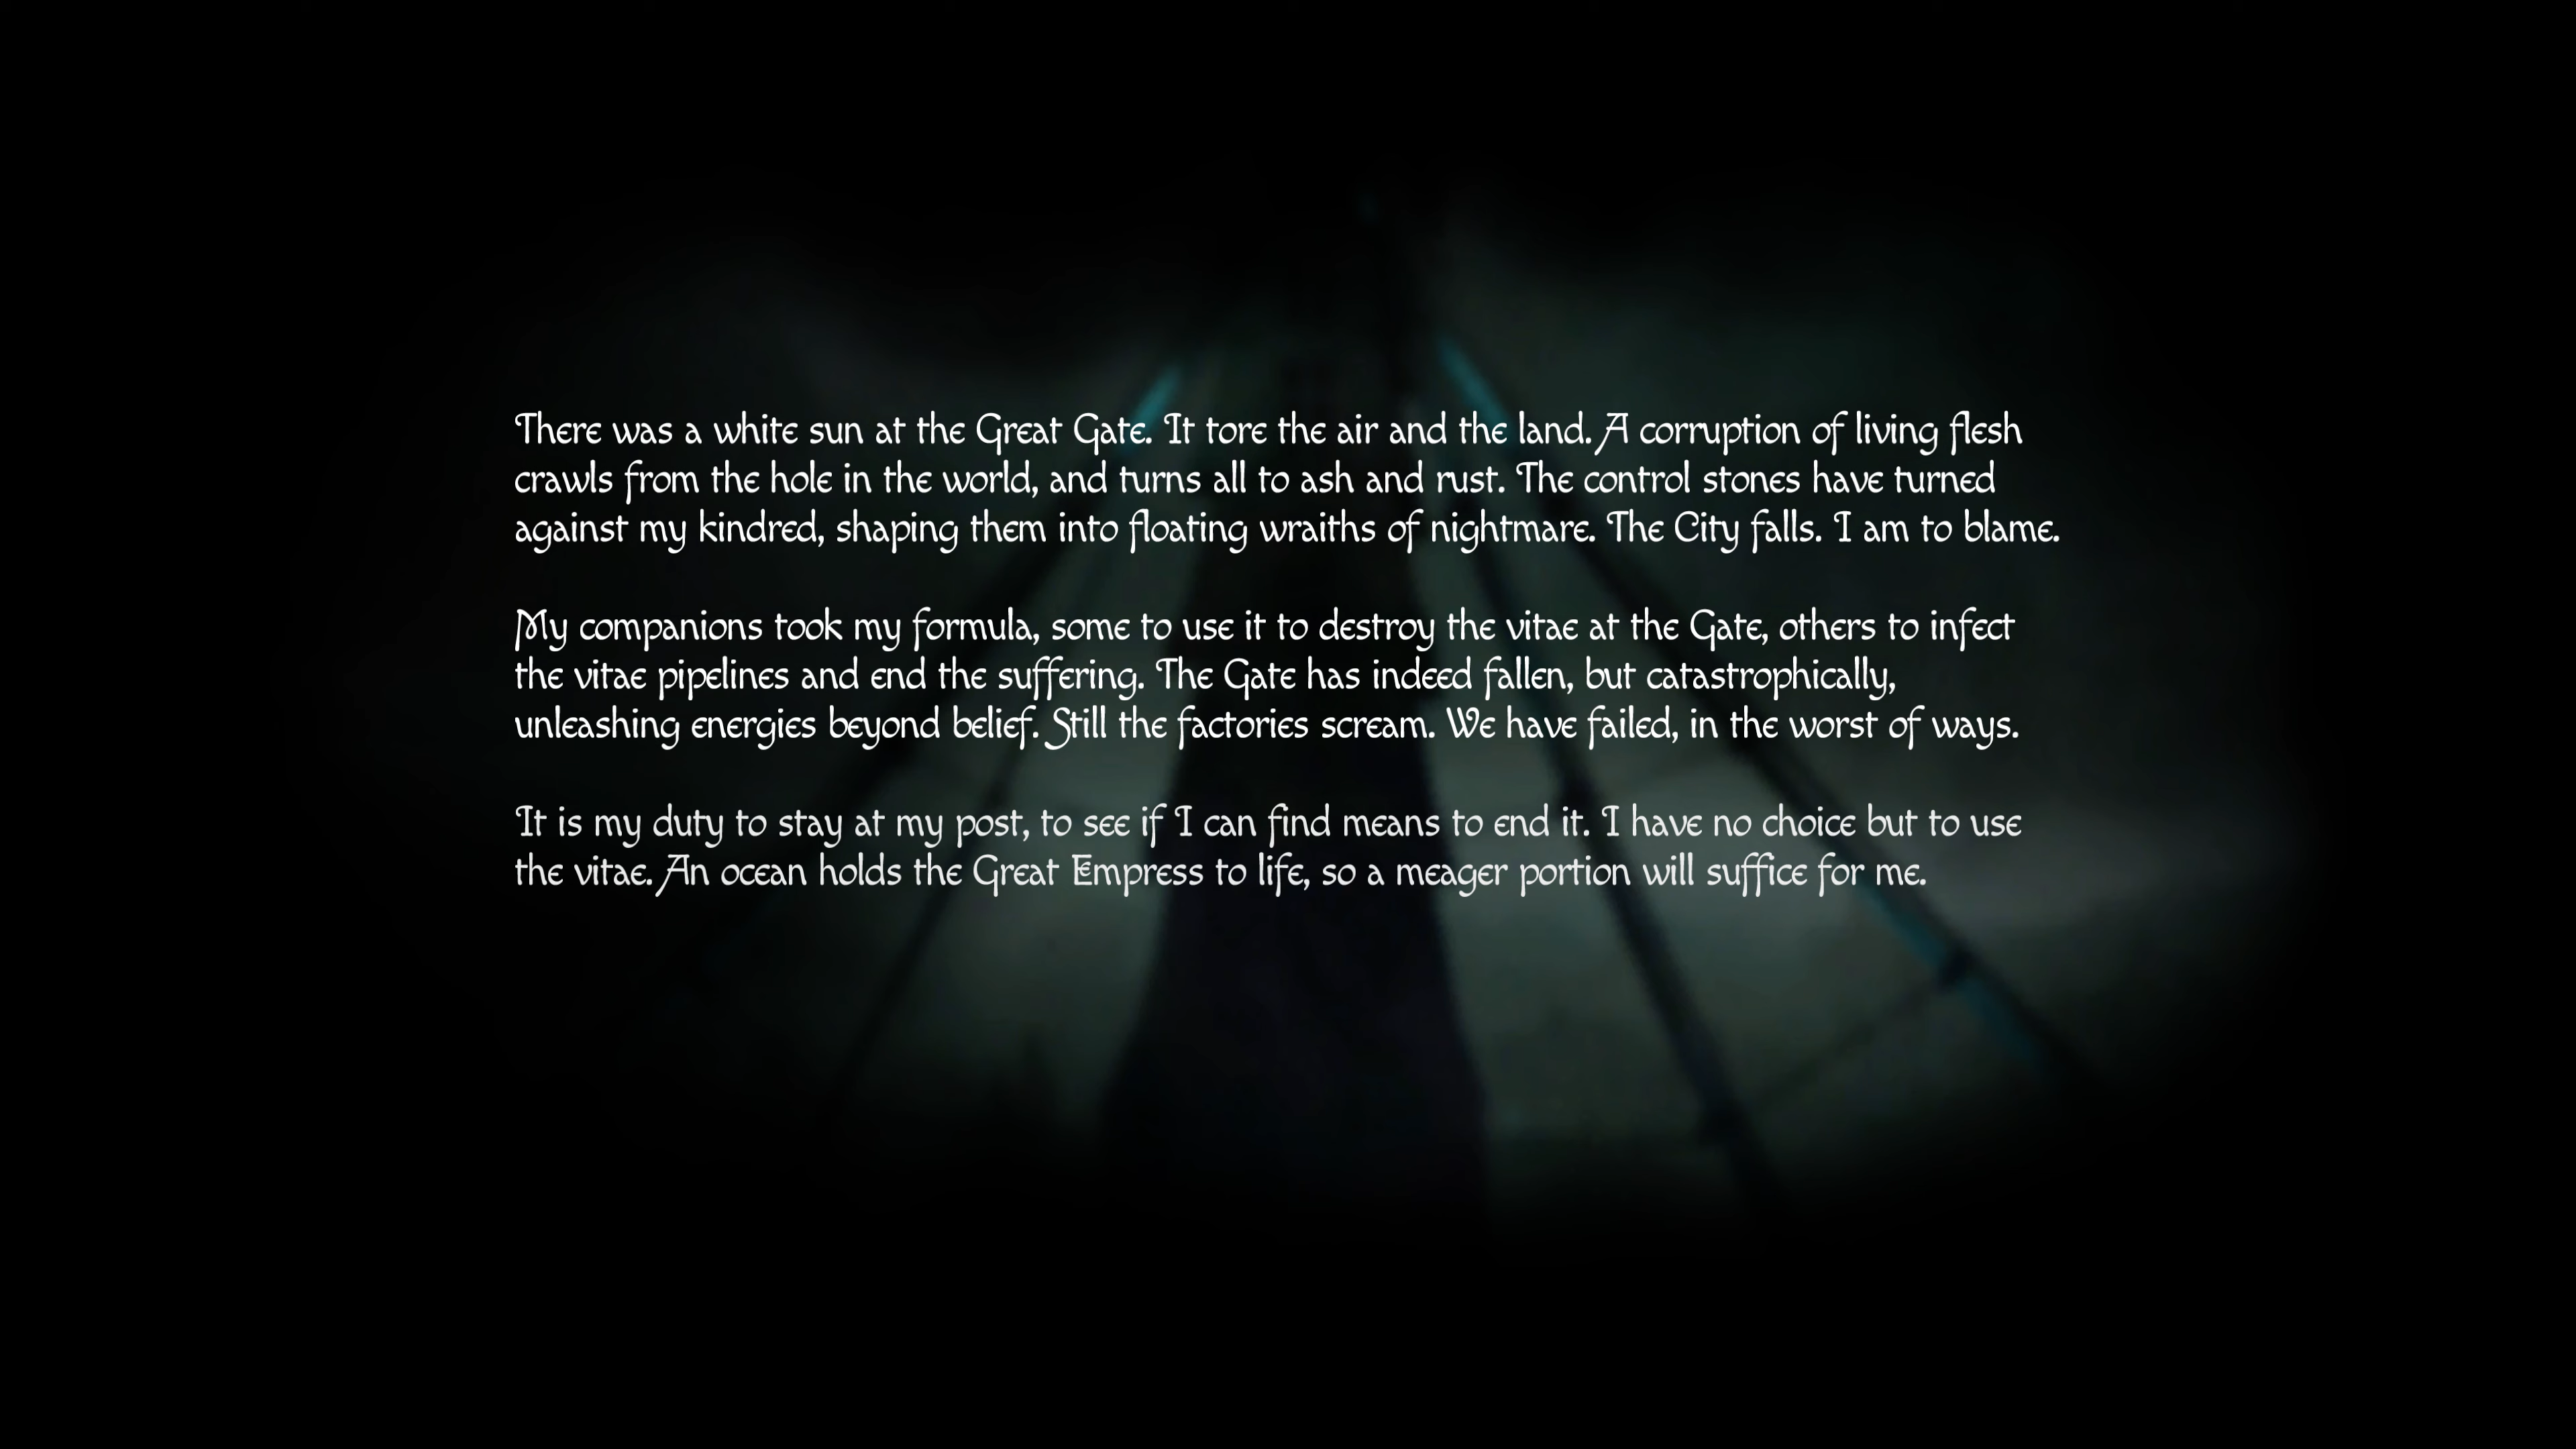 There was a white sun at the Great Gate. It tore the air and the land. A corruption of living flesh
crawls from the hole in the world, and turns all to ash and rust. The control stones have turned
against my kindred, shaping them into floating wraiths of nightmare. The City falls. I am to blame.
My companions took my formula, some to use it to destroy the vitae at the Gate, others to infect
the vitae pipelines and end the suffering. The Gate has indeed fallen, but catastrophically,
unleashing energies beyond belief. Still the factories scream. We have failed, in the worst of ways.
It is my duty to stay at my post, to see if I can find means to end it. I have no choice but to use
the vitae. An ocean holds the Great Empress to life, so a meager portion will suffice for me.